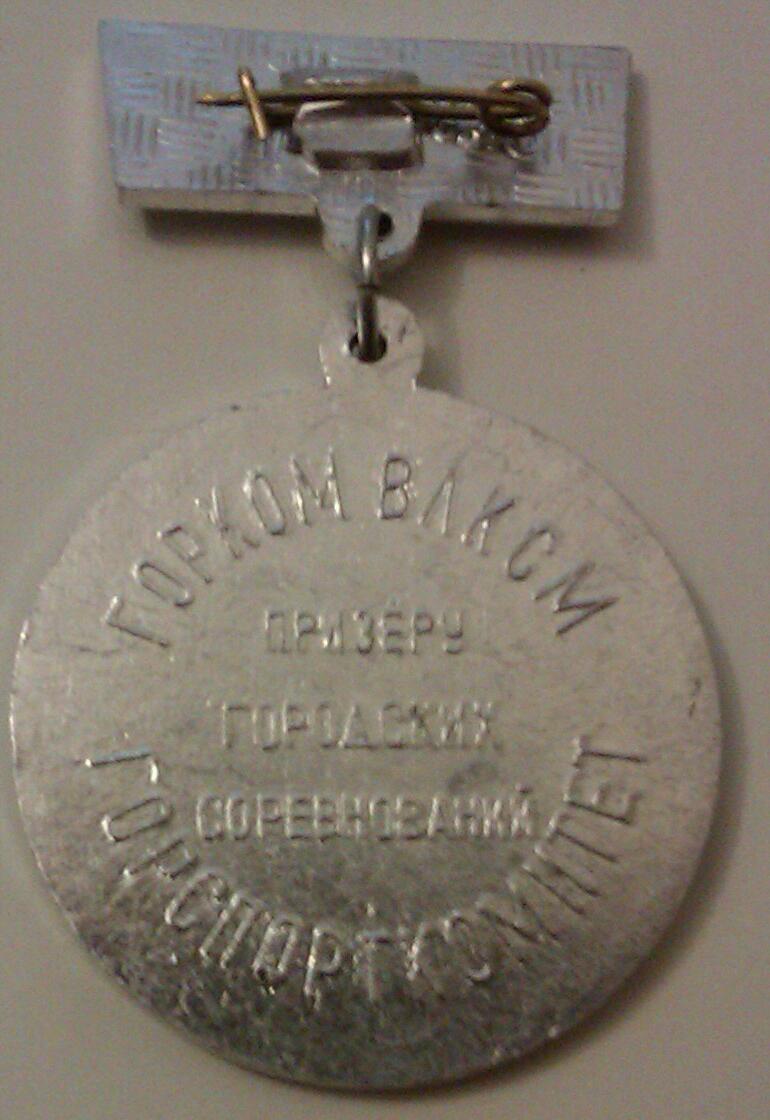 ГОРКОМ ВЛКСМ
ПРИЗЁРУ
ГОРОДСКИХ
СОРЕВНОВАНИЙ
ГОРСПОРТКОМИТЕТ